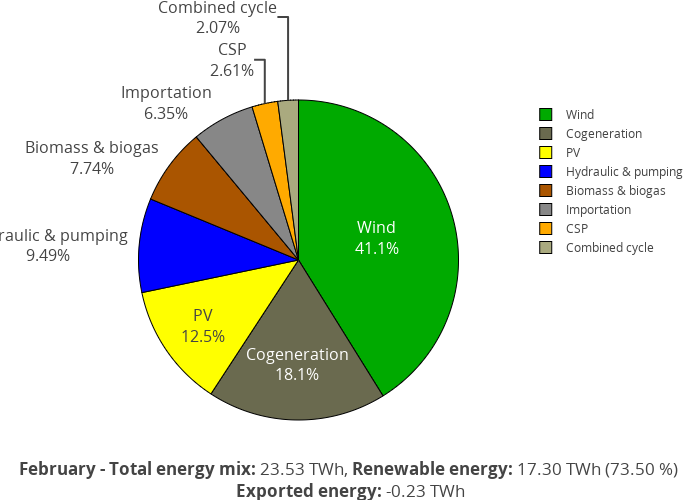 Combined cycle
2.07%
CSP
2.61%
Importation
6.35%
Biomass & biogas
7.74%
raulic & pumping
9.49%
Wind
41.1%
PV
12.5%
Cogeneration
18.1%
Wind
Cogeneration
PV
Hydraulic & pumping
Biomass & biogas
Importation
CSP
Combined cycle
February - Total energy mix: 23.53 TWh, Renewable energy: 17.30 TWh (73.50 %)
Exported energy: -0.23 TWh